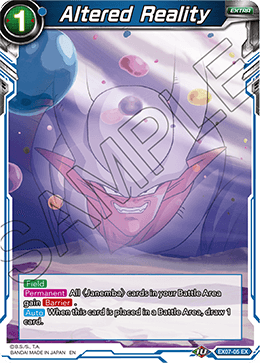 1 Altered Reality EXTRA
SAMPLE
Field
Permanent All 《Janemba》 cards in your Battle Area
gain Barrier .
Auto When this card is placed in a Battle Area, draw 1
card.
©B.S./S., T.A.
BANDAI MADE IN JAPAN EN
EX07-05 EX